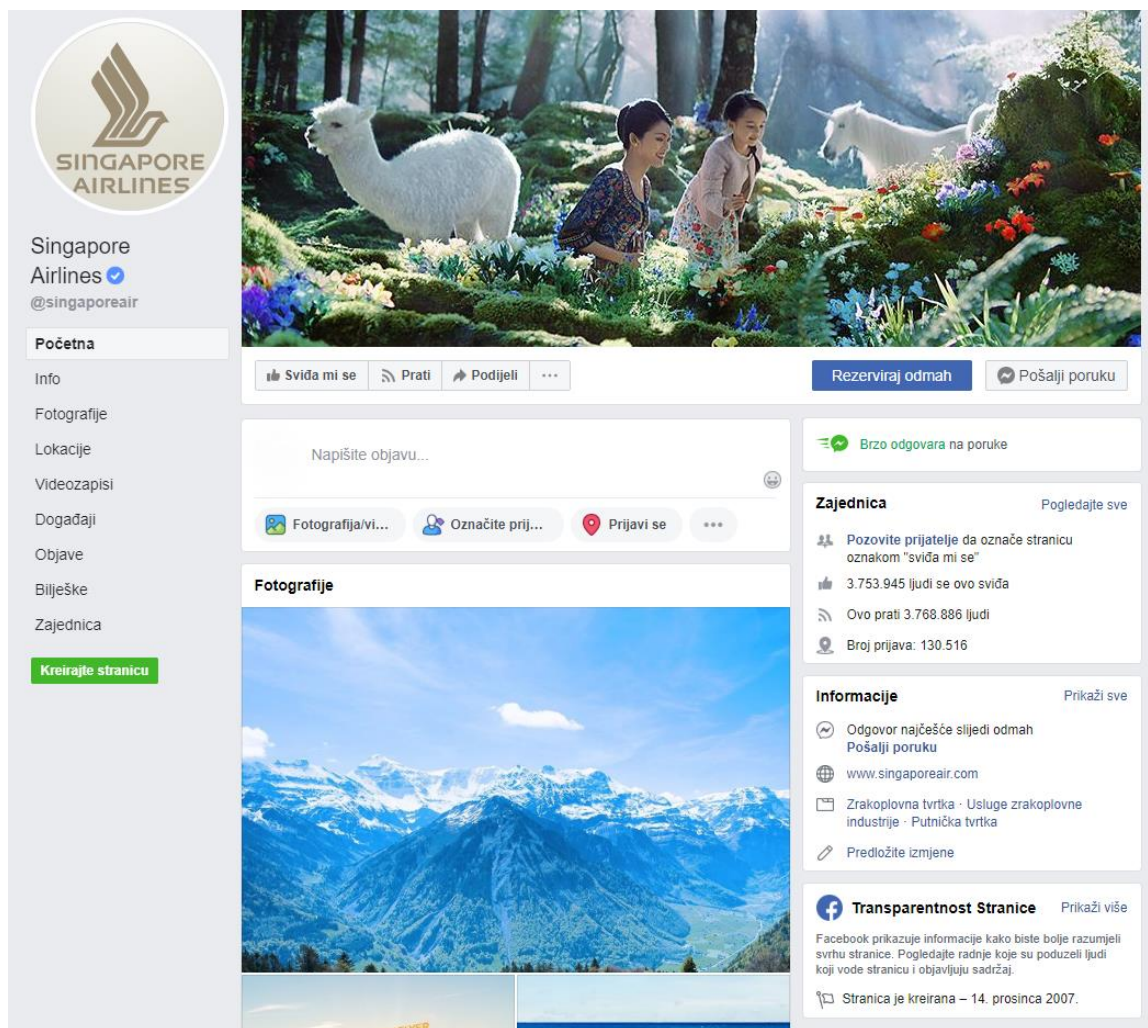 SINGAPORE
AIRLINES
Singapore
Airlines
@singaporeair
Početna
Info
Fotografije
Lokacije
Videozapisi
Događaji
Objave
Bilješke
Zajednica
Kreirajte stranicu
Sviđa mi se
Prati
Podijeli
Rezerviraj odmah
Pošalji poruku
Napišite objavu...
Fotografija/vi...
Označite prij...
Prijavi se
Fotografije
Brzo odgovara na poruke
Zajednica
Pogledajte sve
Pozovite prijatelje da označe stranicu
oznakom "sviđa mi se"
3.753.945 ljudi se ovo sviđa
Ovo prati 3.768.886 ljudi
Broj prijava: 130.516
Informacije
Prikaži sve
Odgovor najčešće slijedi odmah
Pošalji poruku
www.singaporeair.com
Zrakoplovna tvrtka · Usluge zrakoplovne
industrije · Putnička tvrtka
Predložite izmjene
Transparentnost Stranice
Prikaži više
Facebook prikazuje informacije kako biste bolje razumjeli
svrhu stranice. Pogledajte radnje koje su poduzeli ljudi
koji vode stranicu i objavljuju sadržaj.
Stranica je kreirana – 14. prosinca 2007.